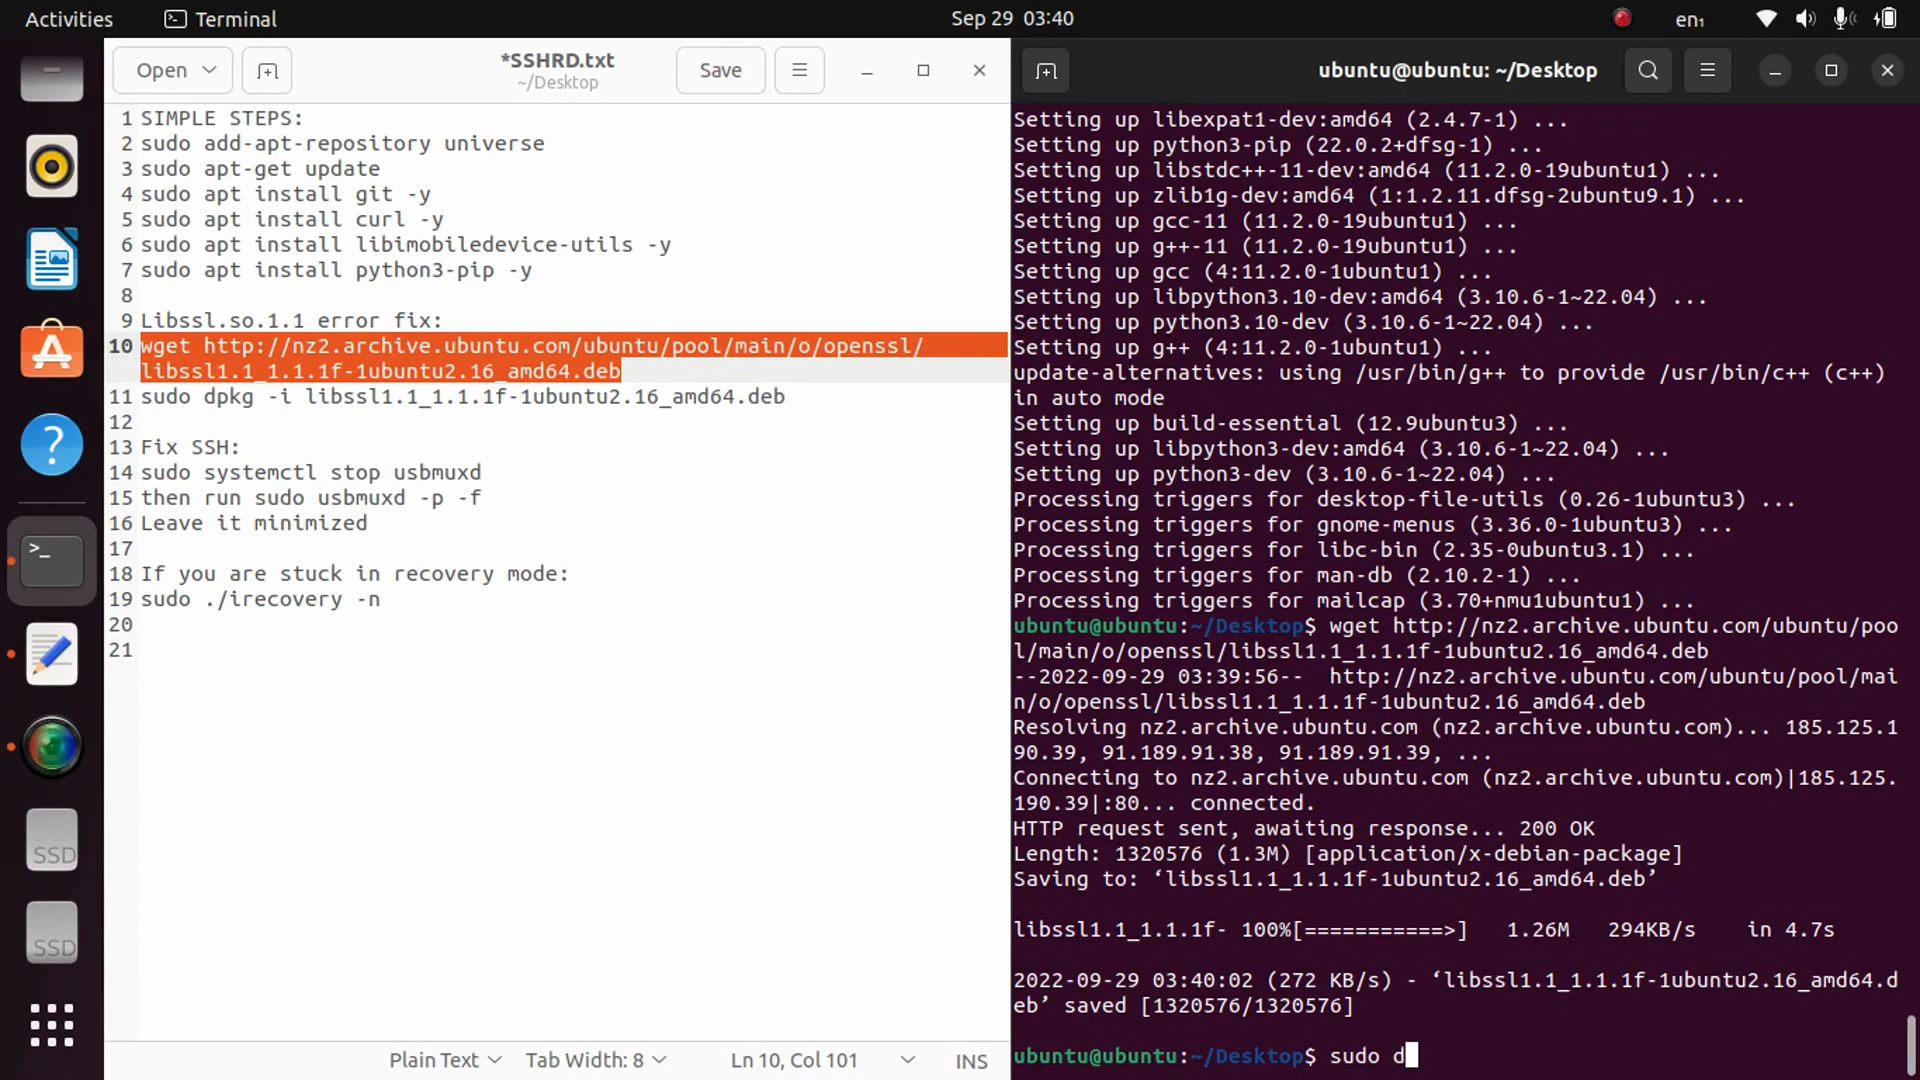 Activities
Terminal
Sep 29 03:40
en₁
Open
*SSHRD.txt
~/Desktop
Save
1 SIMPLE STEPS:
2 sudo add-apt-repository universe
3 sudo apt-get update
4 sudo apt install git -y
5 sudo apt install curl -y
6 sudo apt install libimobiledevice-utils -y
7 sudo apt install python3-pip -y
8
9 Libssl.so.1.1 error fix:
10 wget http://nz2.archive.ubuntu.com/ubuntu/pool/main/o/openssl/
libssl1.1_1.1.1f-1ubuntu2.16_amd64.deb
11 sudo dpkg -i libssl1.1_1.1.1f-1ubuntu2.16_amd64.deb
12
13 Fix SSH:
14 sudo systemctl stop usbmuxd
15 then run sudo usbmuxd -p -f
16 Leave it minimized
17
18 If you are stuck in recovery mode:
19 sudo ./irecovery -n
20
21
Plain Text
Tab Width: 8
Ln 10, Col 101
INS
SSD
SSD
ubuntu@ubuntu: ~/Desktop
Setting up libexpat1-dev:amd64 (2.4.7-1) ...
Setting up python3-pip (22.0.2+dfsg-1) ...
Setting up libstdc++-11-dev:amd64 (11.2.0-19ubuntu1) ...
Setting up zlib1g-dev:amd64 (1:1.2.11.dfsg-2ubuntu9.1) ...
Setting up gcc-11 (11.2.0-19ubuntu1) ...
Setting up g++-11 (11.2.0-19ubuntu1) ...
Setting up gcc (4:11.2.0-1ubuntu1) ...
Setting up libpython3.10-dev:amd64 (3.10.6-1~22.04) ...
Setting up python3.10-dev (3.10.6-1~22.04) ...
Setting up g++ (4:11.2.0-1ubuntu1) ...
update-alternatives: using /usr/bin/g++ to provide /usr/bin/c++ (c++)
in auto mode
Setting up build-essential (12.9ubuntu3) ...
Setting up libpython3-dev:amd64 (3.10.6-1~22.04) ...
Setting up python3-dev (3.10.6-1~22.04) ...
Processing triggers for desktop-file-utils (0.26-1ubuntu3) ...
Processing triggers for gnome-menus (3.36.0-1ubuntu3) ...
Processing triggers for libc-bin (2.35-0ubuntu3.1) ...
Processing triggers for man-db (2.10.2-1) ...
Processing triggers for mailcap (3.70+nmu1ubuntu1) ...
ubuntu@ubuntu:~/Desktop$ wget http://nz2.archive.ubuntu.com/ubuntu/poo
l/main/o/openssl/libssl1.1_1.1.1f-1ubuntu2.16_amd64.deb
--2022-09-29 03:39:56--  http://nz2.archive.ubuntu.com/ubuntu/pool/mai
n/o/openssl/libssl1.1_1.1.1f-1ubuntu2.16_amd64.deb
Resolving nz2.archive.ubuntu.com (nz2.archive.ubuntu.com)... 185.125.1
90.39, 91.189.91.38, 91.189.91.39, ...
Connecting to nz2.archive.ubuntu.com (nz2.archive.ubuntu.com)|185.125.
190.39|:80... connected.
HTTP request sent, awaiting response... 200 OK
Length: 1320576 (1.3M) [application/x-debian-package]
Saving to: ‘libssl1.1_1.1.1f-1ubuntu2.16_amd64.deb’
libssl1.1_1.1.1f- 100%[===========>]   1.26M   294KB/s    in 4.7s
2022-09-29 03:40:02 (272 KB/s) - ‘libssl1.1_1.1.1f-1ubuntu2.16_amd64.d
eb’ saved [1320576/1320576]
ubuntu@ubuntu:~/Desktop$ sudo d